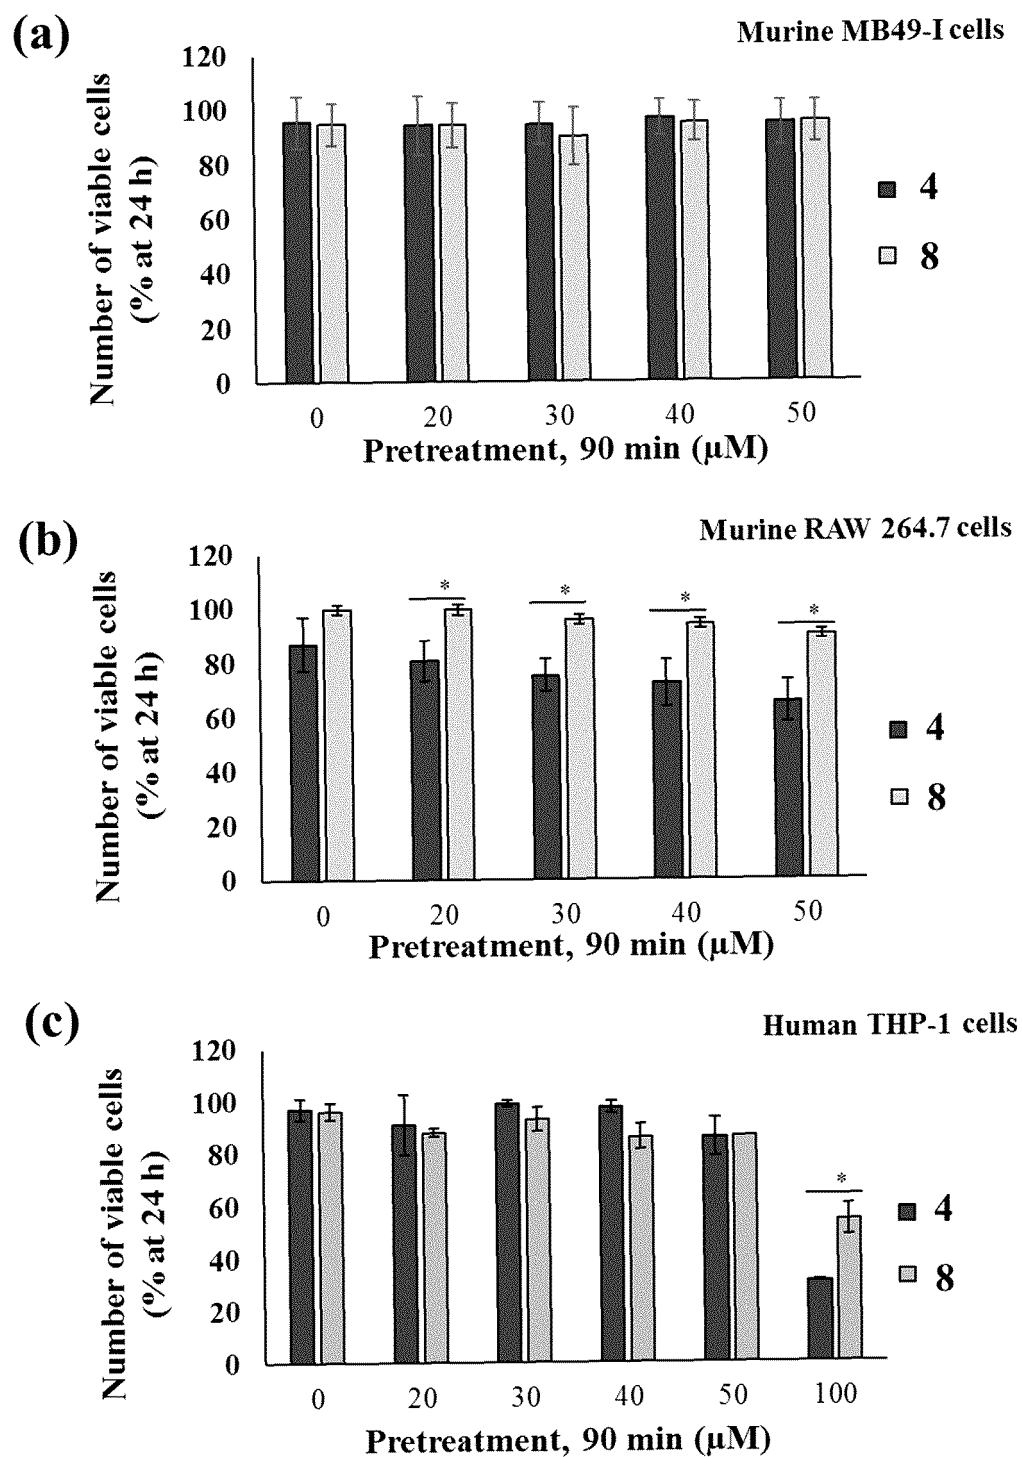 (a)
Murine MB49-I cells
Number of viable cells
(% at 24 h)
120
100
80
60
40
20
0
0 20 30 40 50
Pretreatment, 90 min (µM)
4
8
(b)
Murine RAW 264.7 cells
Number of viable cells
(% at 24 h)
120
100
80
60
40
20
0
* * * *
0 20 30 40 50
Pretreatment, 90 min (µM)
4
8
(c)
Human THP-1 cells
Number of viable cells
(% at 24 h)
120
100
80
60
40
20
0
*
0 20 30 40 50 100
Pretreatment, 90 min (µM)
4
8